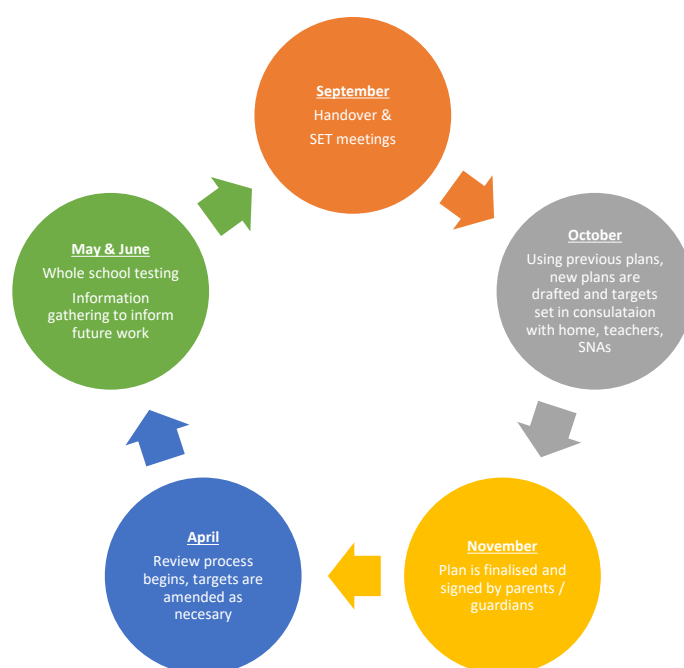 September
Handover &
SET meetings
October
Using previous plans,
new plans are
drafted and targets
set in consulataion
with home, teachers,
SNAs
November
Plan is finalised and
signed by parents /
guardians
April
Review process
begins, targets are
amended as
necesary
May & June
Whole school testing
Information
gathering to inform
future work